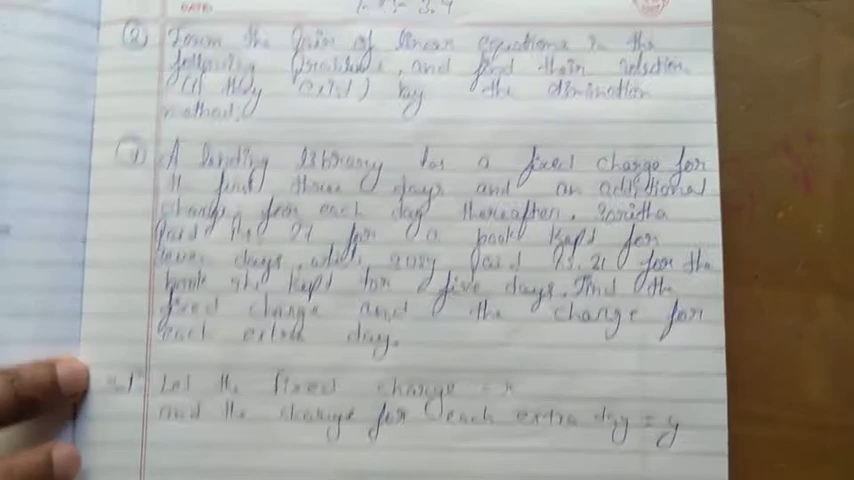 DATE:
3.4
(2) Form the Pair of linear equations in the
following Problems, and find their solution
(if they exist) by the elimination
method.
A lending library has a fixed charge for
first three days and an additional
charge for each day thereafter. Saritha
Paid Rs. 27 for a book kept for
seven days, while Susy Paid Rs. 21 for the
book she kept for five days. Find the
fixed charge and the charge for
each extra day.
Let the fixed charge = x
and the charge for each extra day = y